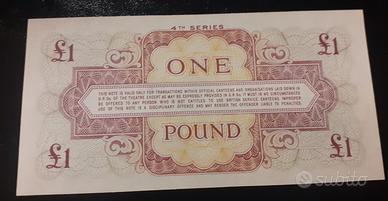 4TH SERIES
£1
£1
ONE
THIS NOTE IS VALID ONLY FOR TRANSACTIONS WITHIN OFFICIAL CANTEENS AND ORGANISATIONS LAID DOWN IN
G.R.Os. OF THE THEATRE EXCEPT AS MAY BE EXPRESSLY PROVIDED IN G.R.Os. IT MUST IN NO CIRCUMSTANCES
BE OFFERED TO ANY PERSON WHO IS NOT ENTITLED TO USE BRITISH SERVICE CANTEENS. IMPROPER
USE OF THIS NOTE IS A DISCIPLINARY OFFENCE AND MAY RENDER THE OFFENDER LIABLE TO PENALTIES.
POUND
£1
£1
subito